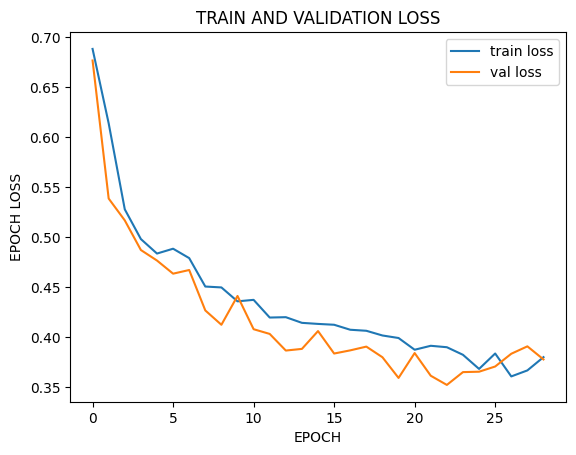 TRAIN AND VALIDATION LOSS
train loss
val loss
EPOCH LOSS
0.70
0.65
0.60
0.55
0.50
0.45
0.40
0.35
0 5 10 15 20 25
EPOCH